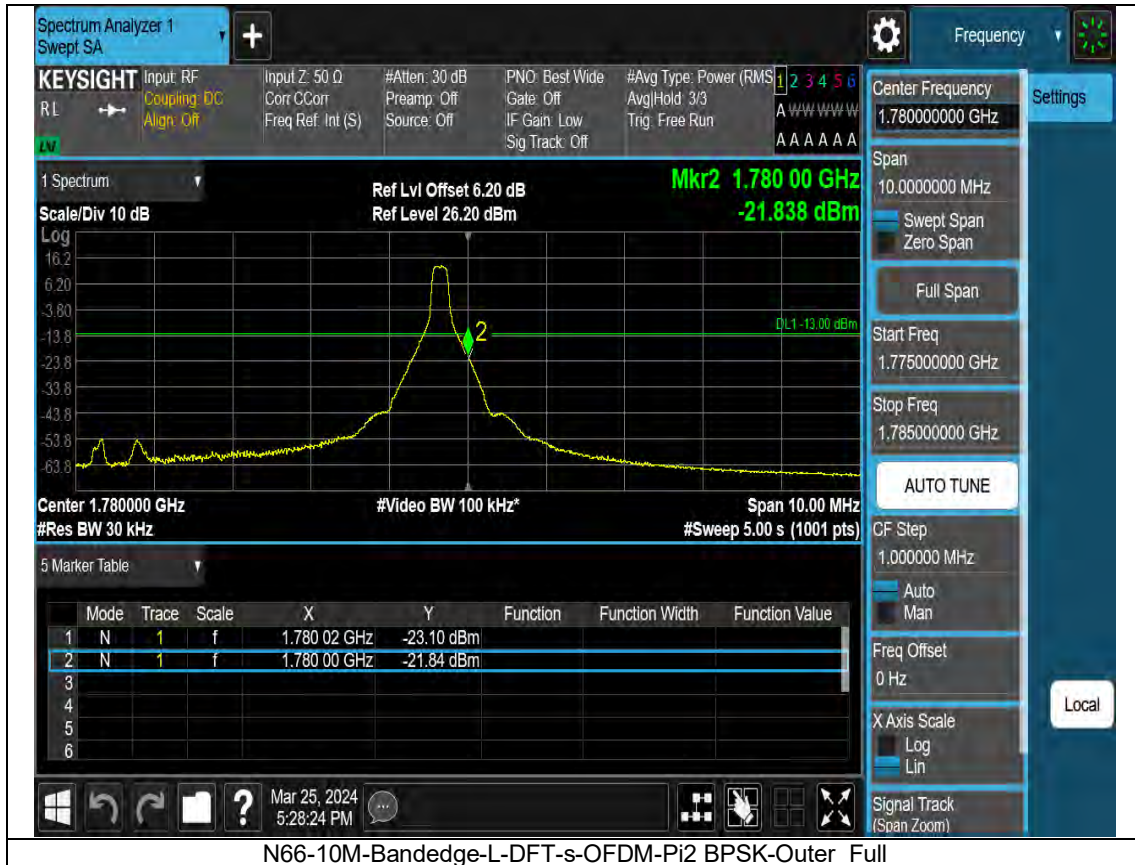 Spectrum Analyzer 1
Swept SA
+
Frequency
KEYSIGHT
RL
LXI
Input: RF
Coupling: DC
Align: Off
Input Z: 50 Ω
Corr CCorr
Freq Ref: Int (S)
#Atten: 30 dB
Preamp: Off
Source: Off
PNO: Best Wide
Gate: Off
IF Gain: Low
Sig Track: Off
#Avg Type: Power (RMS
Avg|Hold: 3/3
Trig: Free Run
1 2 3 4 5 6
A W W W W W
A A A A A A
1 Spectrum
Scale/Div 10 dB
Log
Ref Lvl Offset 6.20 dB
Ref Level 26.20 dBm
Mkr2 1.780 00 GHz
-21.838 dBm
16.2
6.20
-3.80
-13.8
-23.8
-33.8
-43.8
-53.8
-63.8
2
DL1 -13.00 dBm
Center 1.780000 GHz
#Video BW 100 kHz*
Span 10.00 MHz
#Res BW 30 kHz
#Sweep 5.00 s (1001 pts)
5 Marker Table
Mode Trace Scale X Y Function Function Width Function Value
1 N 1 f 1.780 02 GHz -23.10 dBm
2 N 1 f 1.780 00 GHz -21.84 dBm
3
4
5
6
?
Mar 25, 2024
5:28:24 PM
Center Frequency
1.780000000 GHz
Settings
Span
10.0000000 MHz
Swept Span
Zero Span
Full Span
Start Freq
1.775000000 GHz
Stop Freq
1.785000000 GHz
AUTO TUNE
CF Step
1.000000 MHz
Auto
Man
Freq Offset
0 Hz
Local
X Axis Scale
Log
Lin
Signal Track
(Span Zoom)
N66-10M-Bandedge-L-DFT-s-OFDM-Pi2 BPSK-Outer_Full